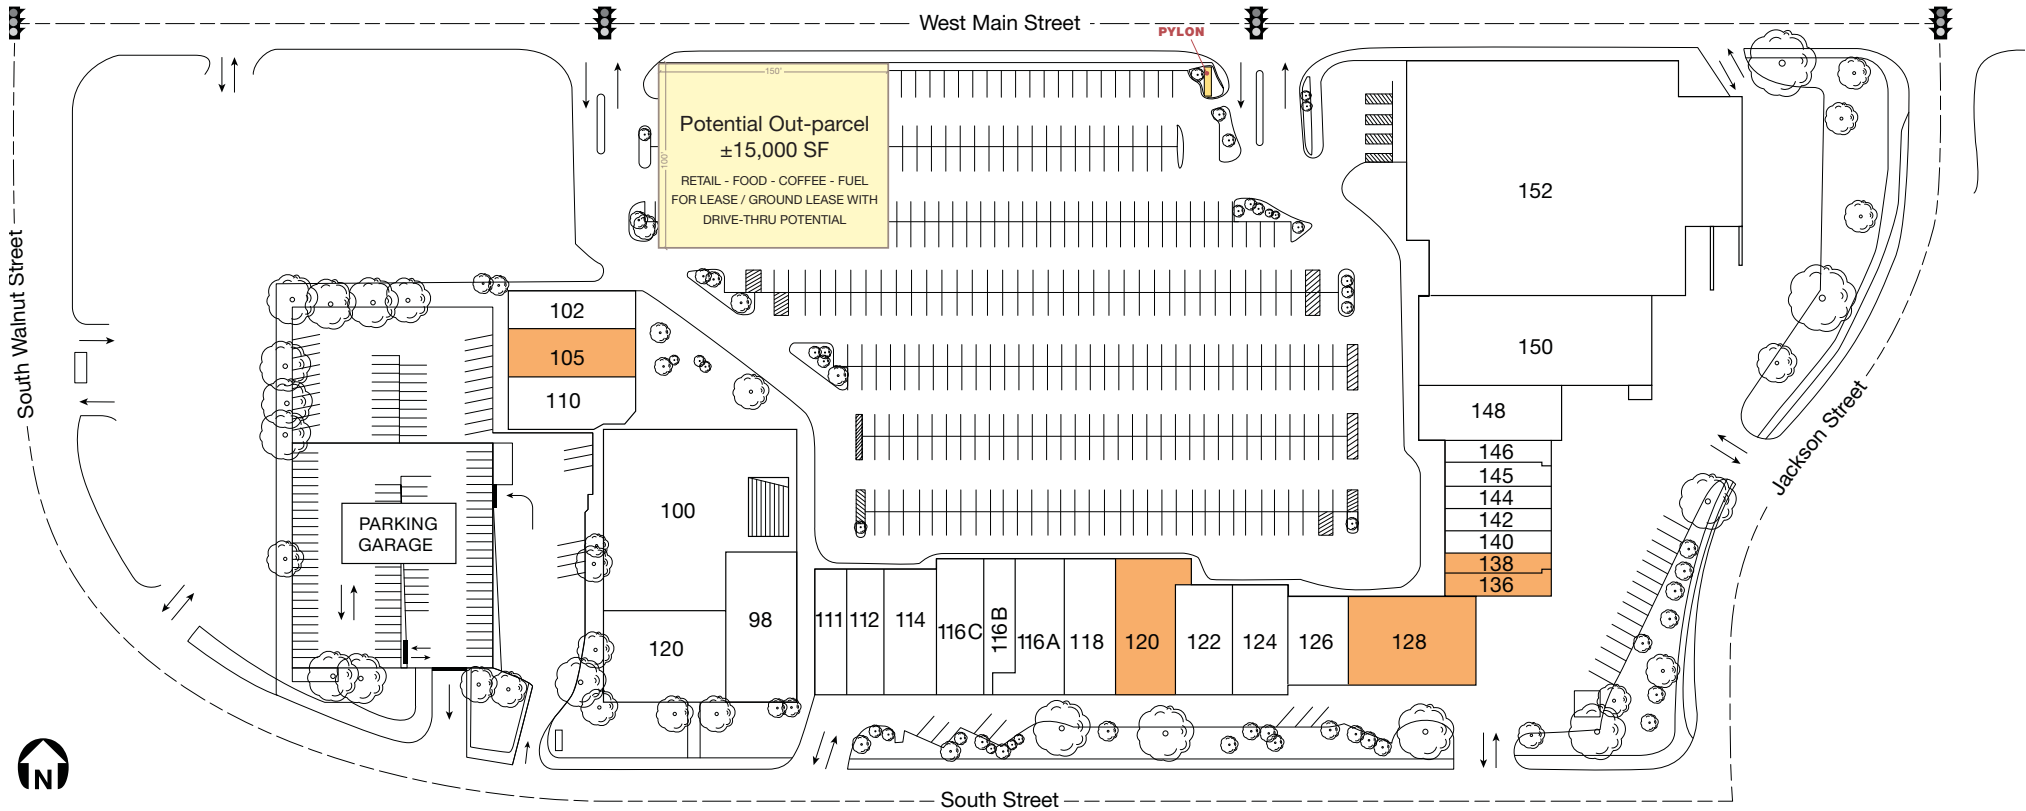 West Main Street
PYLON
150'
100'
Potential Out-parcel
±15,000 SF
RETAIL - FOOD - COFFEE - FUEL
FOR LEASE / GROUND LEASE WITH
DRIVE-THRU POTENTIAL
152
South Walnut Street
102
105
110
150
148
Jackson Street
146
145
144
142
140
138
136
100
PARKING
GARAGE
98
120
111
112
114
116C
116B
116A
118
120
122
124
126
128
N
South Street